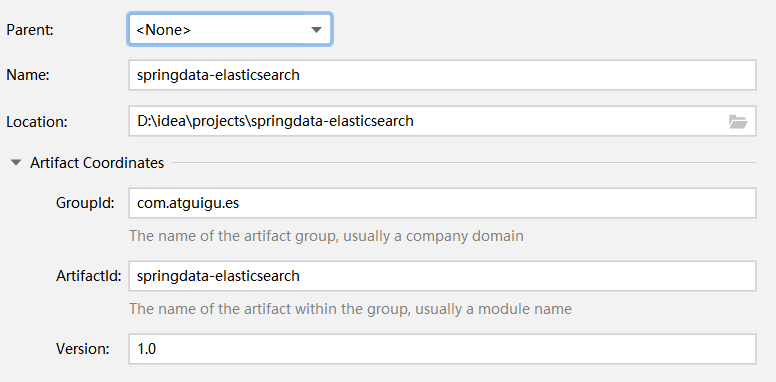 Parent: <None>
Name: springdata-elasticsearch
Location: D:\idea\projects\springdata-elasticsearch
Artifact Coordinates
GroupId: com.atguigu.es
The name of the artifact group, usually a company domain
ArtifactId: springdata-elasticsearch
The name of the artifact within the group, usually a module name
Version: 1.0